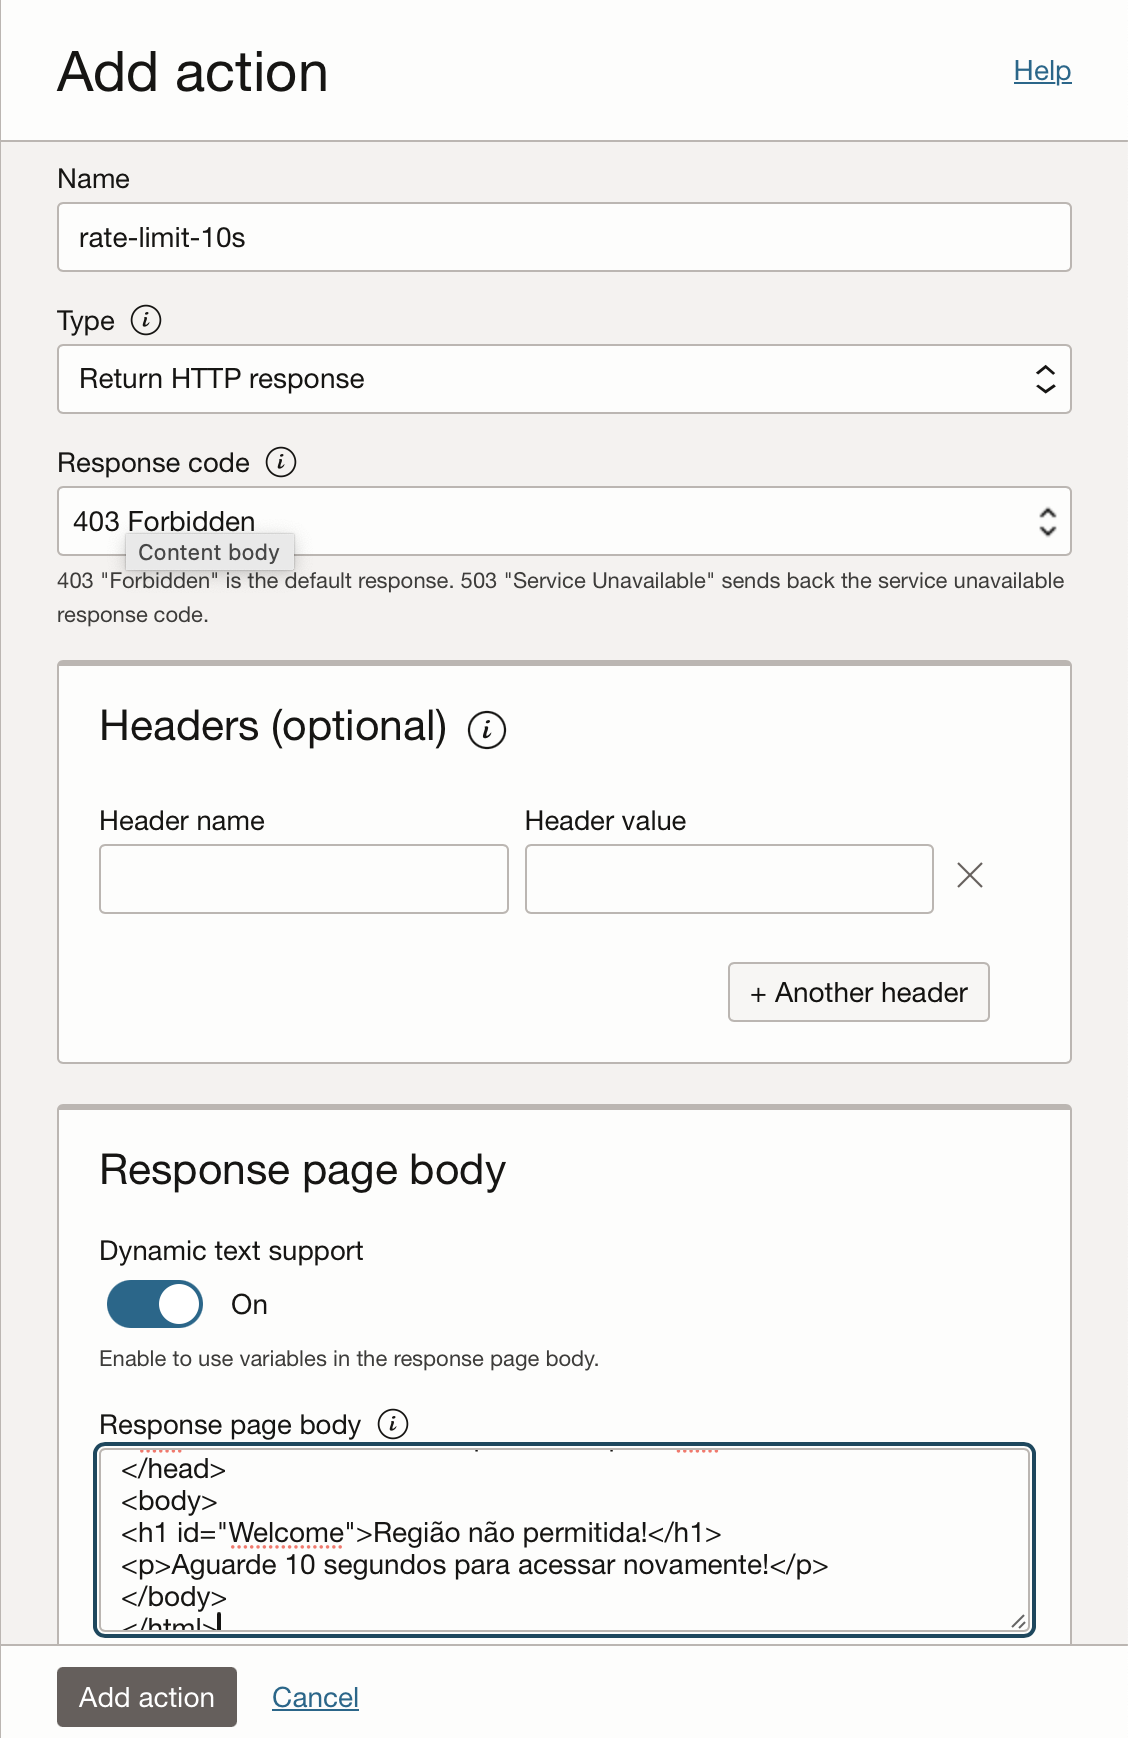 Add action
Help
Name
rate-limit-10s
Type
Return HTTP response
Response code
403 Forbidden
Content body
403 "Forbidden" is the default response. 503 "Service Unavailable" sends back the service unavailable
response code.
Headers (optional)
Header name
Header value
+ Another header
Response page body
Dynamic text support
On
Enable to use variables in the response page body.
Response page body
</head>
<body>
<h1 id="Welcome">Região não permitida!</h1>
<p>Aguarde 10 segundos para acessar novamente!</p>
</body>
</html>
Add action
Cancel